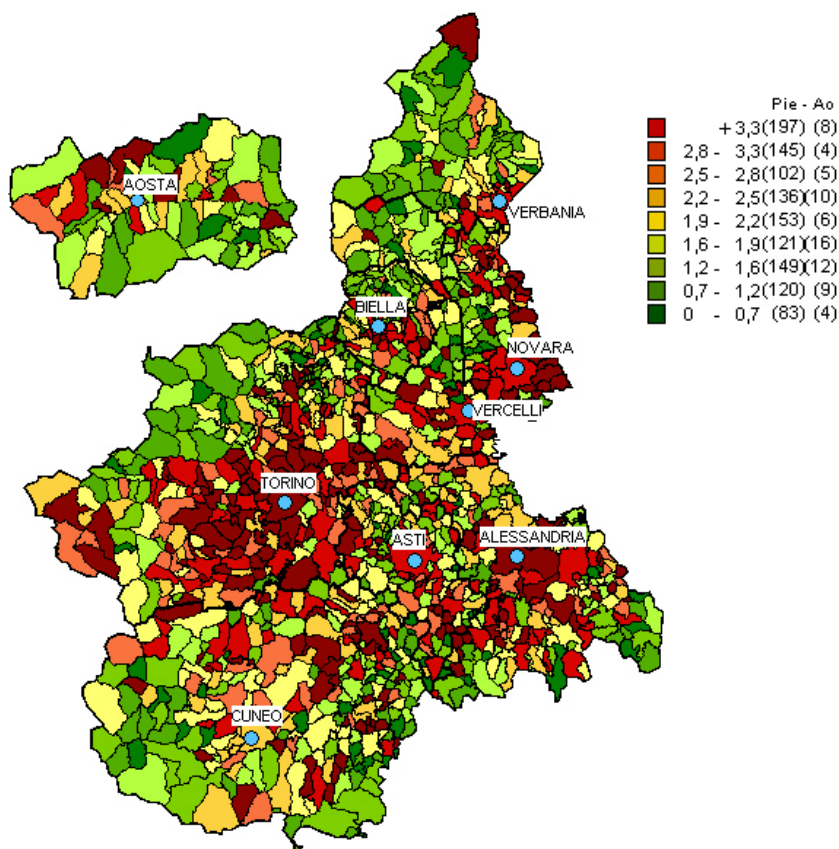 Pie - Ao
+ 3,3(197) (8)
2,8 - 3,3(145) (4)
2,5 - 2,8(102) (5)
2,2 - 2,5(136)(10)
1,9 - 2,2(153) (6)
1,6 - 1,9(121)(16)
1,2 - 1,6(149)(12)
0,7 - 1,2(120) (9)
0 - 0,7 (83) (4)
AOSTA
VERBANIA
BIELLA
NOVARA
VERCELLI
TORINO
ASTI
ALESSANDRIA
CUNEO